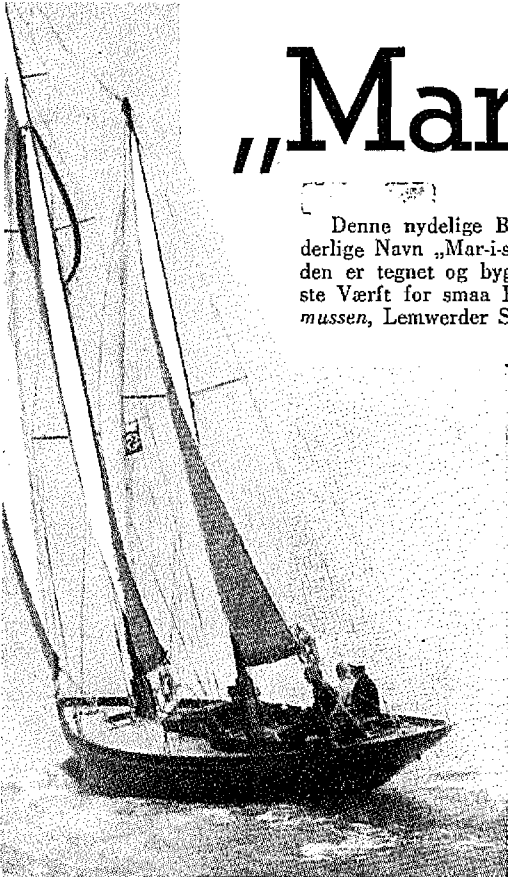 „Mar
Denne nydelige B
derlige Navn „Mar-i-s
den er tegnet og byg
ste Værft for smaa
mussen, Lemwerder S